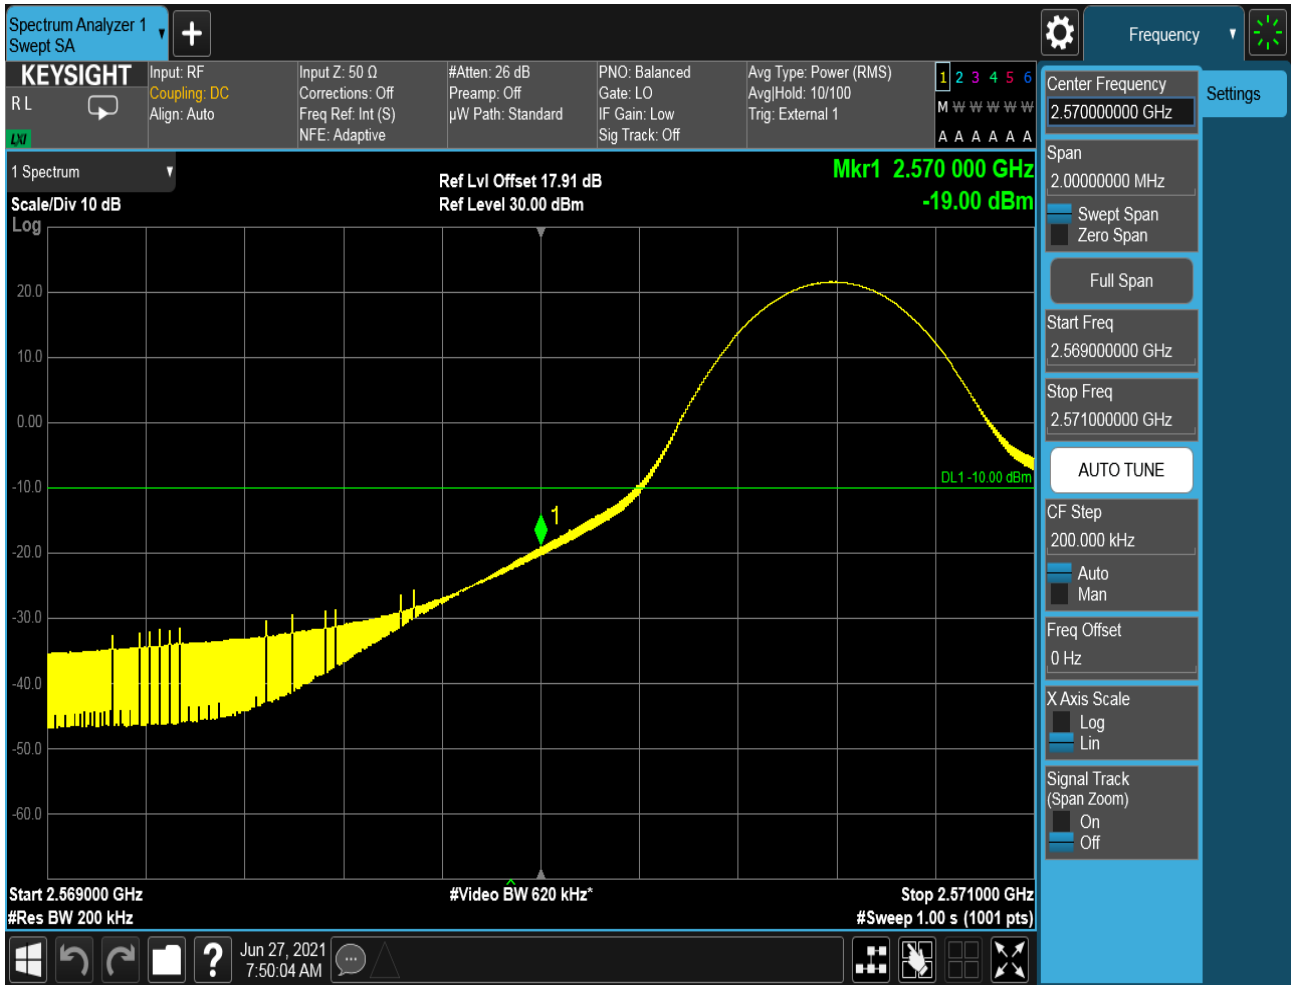 Spectrum Analyzer 1
Swept SA
Frequency
KEYSIGHT
R L
LXI
Input: RF
Coupling: DC
Align: Auto
Input Z: 50 Ω
Corrections: Off
Freq Ref: Int (S)
NFE: Adaptive
#Atten: 26 dB
Preamp: Off
µW Path: Standard
PNO: Balanced
Gate: LO
IF Gain: Low
Sig Track: Off
Avg Type: Power (RMS)
Avg|Hold: 10/100
Trig: External 1
1 2 3 4 5 6
M W W W W W
A A A A A A
1 Spectrum
Scale/Div 10 dB
Log
Ref Lvl Offset 17.91 dB
Ref Level 30.00 dBm
Mkr1 2.570 000 GHz
-19.00 dBm
20.0
10.0
0.00
-10.0
-20.0
-30.0
-40.0
-50.0
-60.0
DL1 -10.00 dBm
1
Start 2.569000 GHz
#Res BW 200 kHz
#Video BW 620 kHz*
Stop 2.571000 GHz
#Sweep 1.00 s (1001 pts)
Center Frequency
2.570000000 GHz
Settings
Span
2.00000000 MHz
Swept Span
Zero Span
Full Span
Start Freq
2.569000000 GHz
Stop Freq
2.571000000 GHz
AUTO TUNE
CF Step
200.000 kHz
Auto
Man
Freq Offset
0 Hz
X Axis Scale
Log
Lin
Signal Track
(Span Zoom)
On
Off
?
Jun 27, 2021
7:50:04 AM